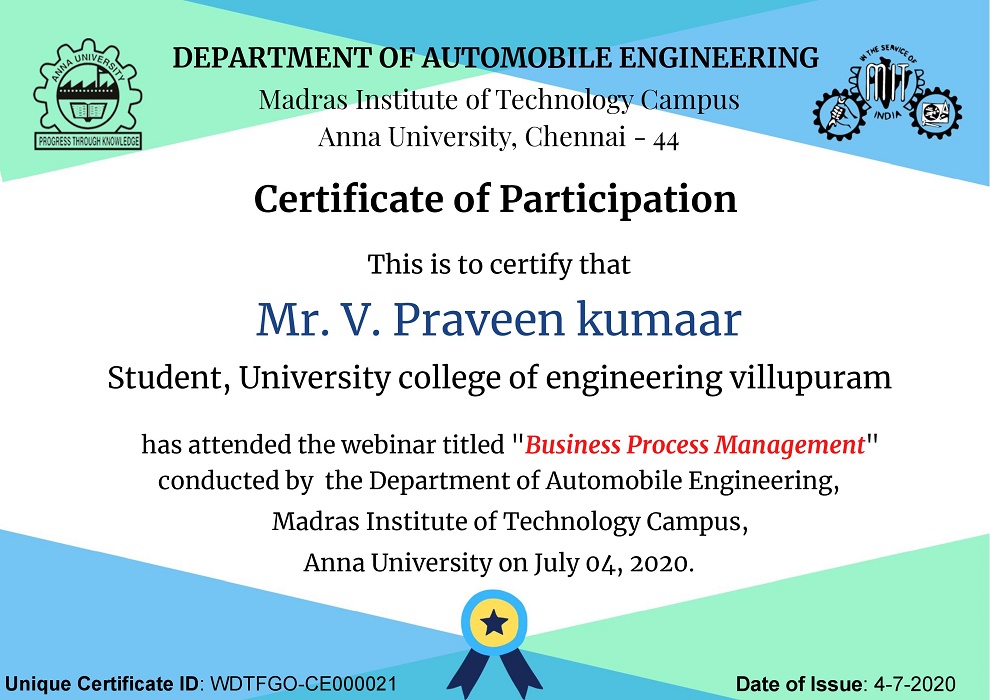 DEPARTMENT OF AUTOMOBILE ENGINEERING
Madras Institute of Technology Campus
Anna University, Chennai - 44
ANNA UNIVERSITY
PROGRESS THROUGH KNOWLEDGE
IN THE SERVICE OF
MIT
INDIA
Certificate of Participation
This is to certify that
Mr. V. Praveen kumaar
Student, University college of engineering villupuram
has attended the webinar titled "Business Process Management"
conducted by the Department of Automobile Engineering,
Madras Institute of Technology Campus,
Anna University on July 04, 2020.
Unique Certificate ID: WDTFGO-CE000021
Date of Issue: 4-7-2020